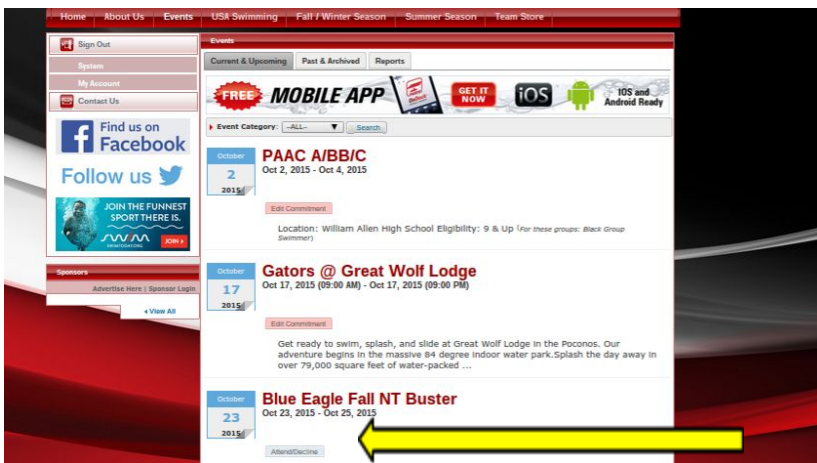 Home About Us Events USA Swimming Fall / Winter Season Summer Season Team Store
Sign Out
System
My Account
Contact Us
Find us on
Facebook
Follow us
JOIN THE FUNNEST
SPORT THERE IS.
SWIM
JOIN
Sponsors
Advertise Here | Sponsor Login
View All
Events
Current & Upcoming Past & Archived Reports
FREE MOBILE APP GET IT NOW iOS IOS and Android Ready
Event Category: --ALL-- Search
October
2
2015
PAAC A/BB/C
Oct 2, 2015 - Oct 4, 2015
Edit Commitment
Location: William Allen High School Eligibility: 9 & Up (For these groups: Black Group
Swimmer)
October
17
2015
Gators @ Great Wolf Lodge
Oct 17, 2015 (09:00 AM) - Oct 17, 2015 (09:00 PM)
Edit Commitment
Get ready to swim, splash, and slide at Great Wolf Lodge in the Poconos. Our
adventure begins in the massive 84 degree indoor water park.Splash the day away in
over 79,000 square feet of water-packed ...
October
23
2015
Blue Eagle Fall NT Buster
Oct 23, 2015 - Oct 25, 2015
Attend/Decline